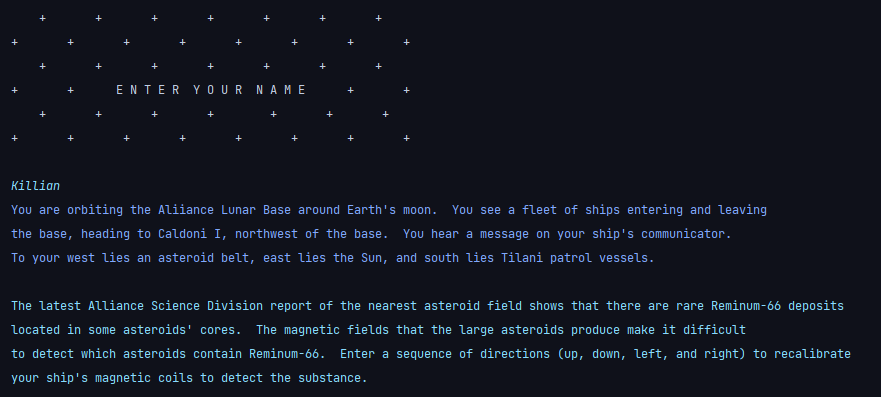 + + + + + + +
+ + + + + + + +
+ + + + + + +
+ + E N T E R  Y O U R  N A M E + +
+ + + + + + +
+ + + + + + + +
Killian
You are orbiting the Aliiance Lunar Base around Earth's moon.  You see a fleet of ships entering and leaving
the base, heading to Caldoni I, northwest of the base.  You hear a message on your ship's communicator.
To your west lies an asteroid belt, east lies the Sun, and south lies Tilani patrol vessels.
The latest Alliance Science Division report of the nearest asteroid field shows that there are rare Reminum-66 deposits
located in some asteroids' cores.  The magnetic fields that the large asteroids produce make it difficult
to detect which asteroids contain Reminum-66.  Enter a sequence of directions (up, down, left, and right) to recalibrate
your ship's magnetic coils to detect the substance.